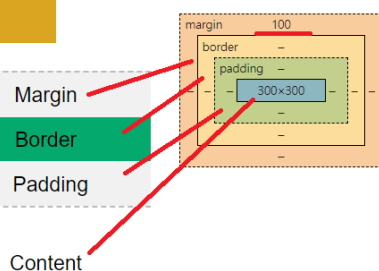 margin 100
border –
padding –
– – – 300×300 – – –
–
–
–
Margin
Border
Padding
Content